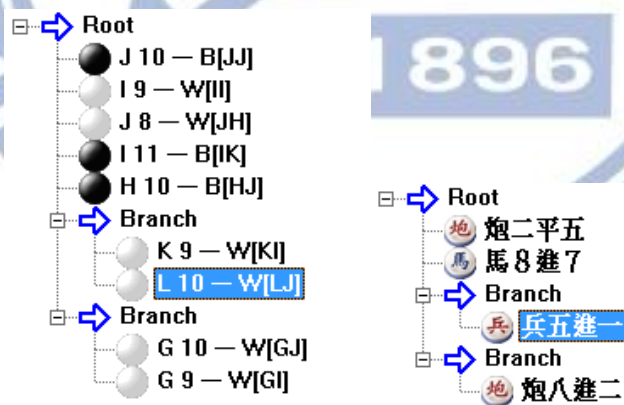 Root
J 10 — B[JJ]
I 9 — W[II]
J 8 — W[JH]
I 11 — B[IK]
H 10 — B[HJ]
Branch
K 9 — W[KI]
L 10 — W[LJ]
Branch
G 10 — W[GJ]
G 9 — W[GI]
1896
Root
炮 炮二平五
馬 馬8進7
Branch
兵 兵五進一
Branch
炮 炮八進二